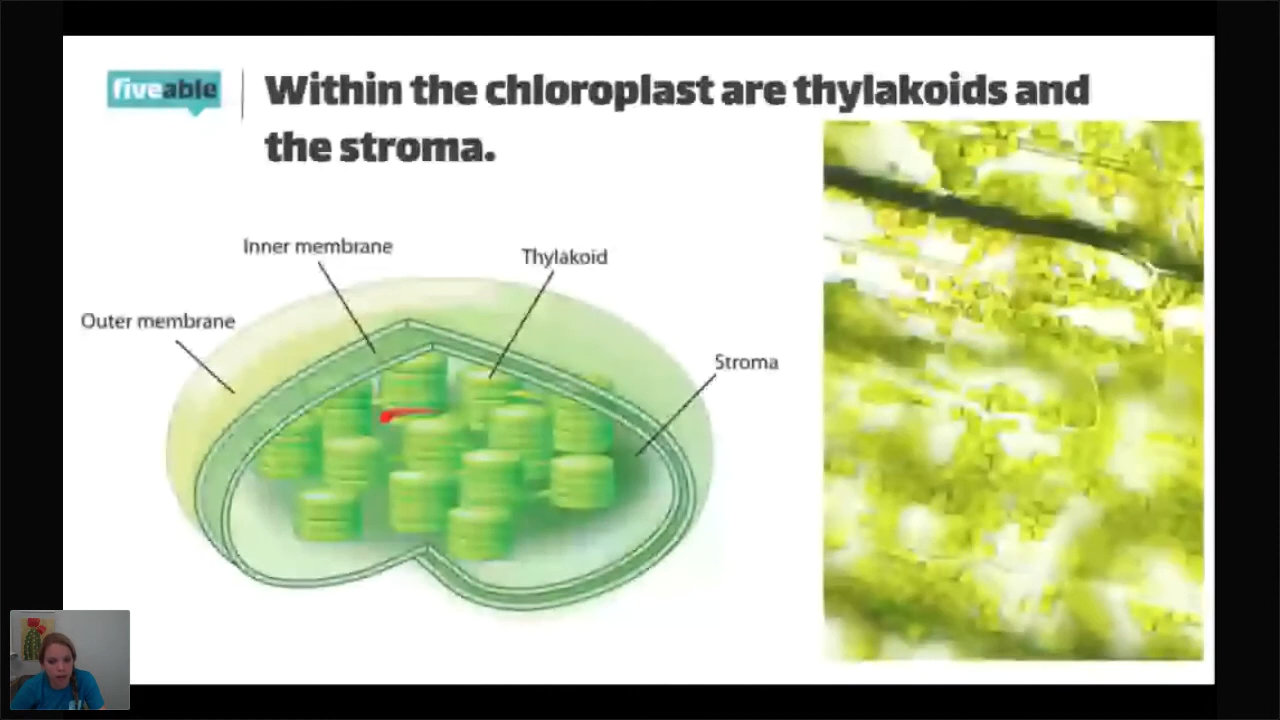 fiveable
Within the chloroplast are thylakoids and
the stroma.
Inner membrane
Thylakoid
Outer membrane
Stroma